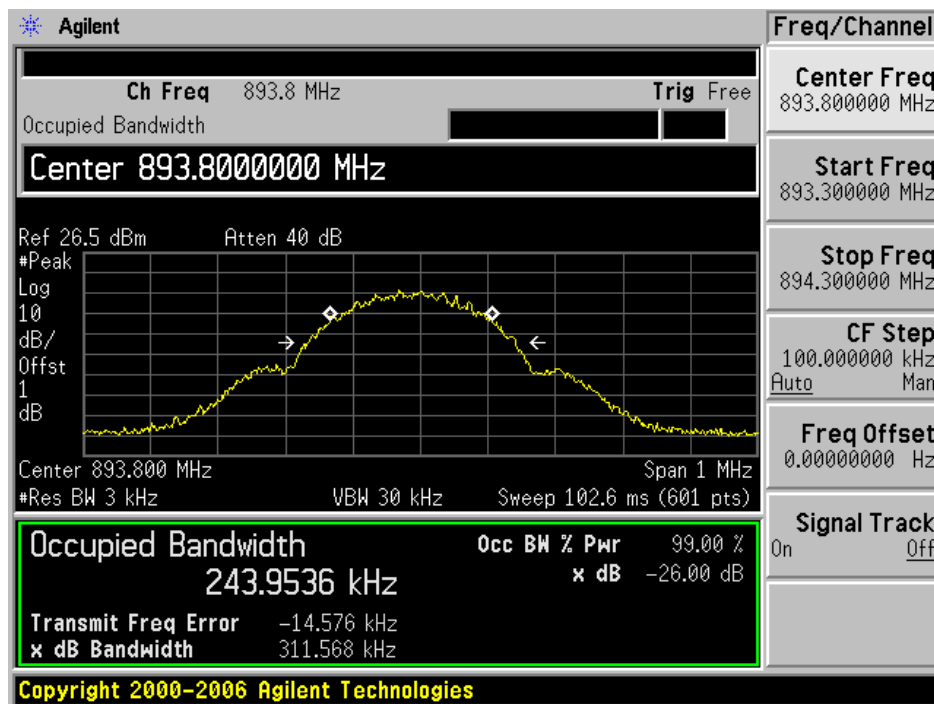 Agilent
Freq/Channel
Ch Freq 893.8 MHz Trig Free
Occupied Bandwidth
Center 893.8000000 MHz
Ref 26.5 dBm Atten 40 dB
#Peak
Log
10
dB/
Offst
1
dB
Center 893.800 MHz Span 1 MHz
#Res BW 3 kHz VBW 30 kHz Sweep 102.6 ms (601 pts)
Occupied Bandwidth
243.9536 kHz
Occ BW % Pwr 99.00 %
x dB -26.00 dB
Transmit Freq Error -14.576 kHz
x dB Bandwidth 311.568 kHz
Copyright 2000-2006 Agilent Technologies
Center Freq
893.800000 MHz
Start Freq
893.300000 MHz
Stop Freq
894.300000 MHz
CF Step
100.000000 kHz
Auto Man
Freq Offset
0.00000000 Hz
Signal Track
On Off